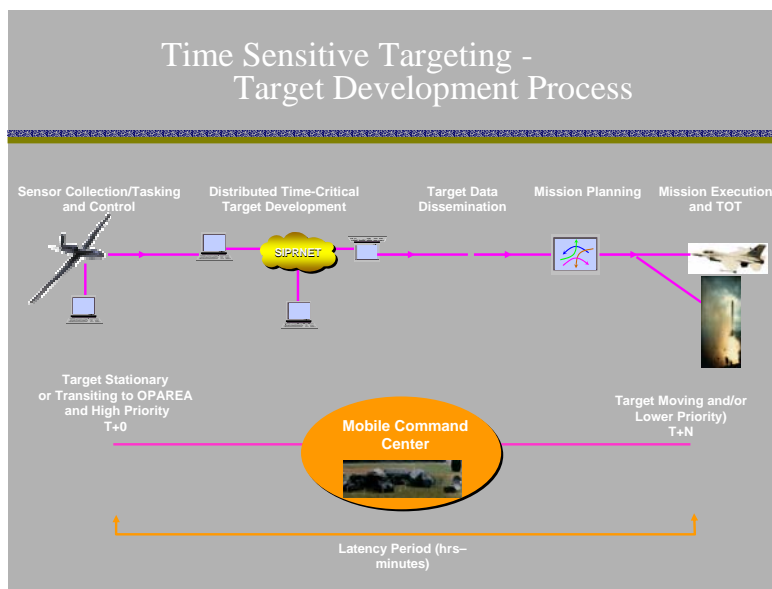 Time Sensitive Targeting -
Target Development Process
Sensor Collection/Tasking
and Control
Distributed Time-Critical
Target Development
Target Data
Dissemination
Mission Planning
Mission Execution
and TOT
SIPRNET
Target Stationary
or Transiting to OPAREA
and High Priority
T+0
Mobile Command
Center
Target Moving and/or
Lower Priority)
T+N
Latency Period (hrs–
minutes)